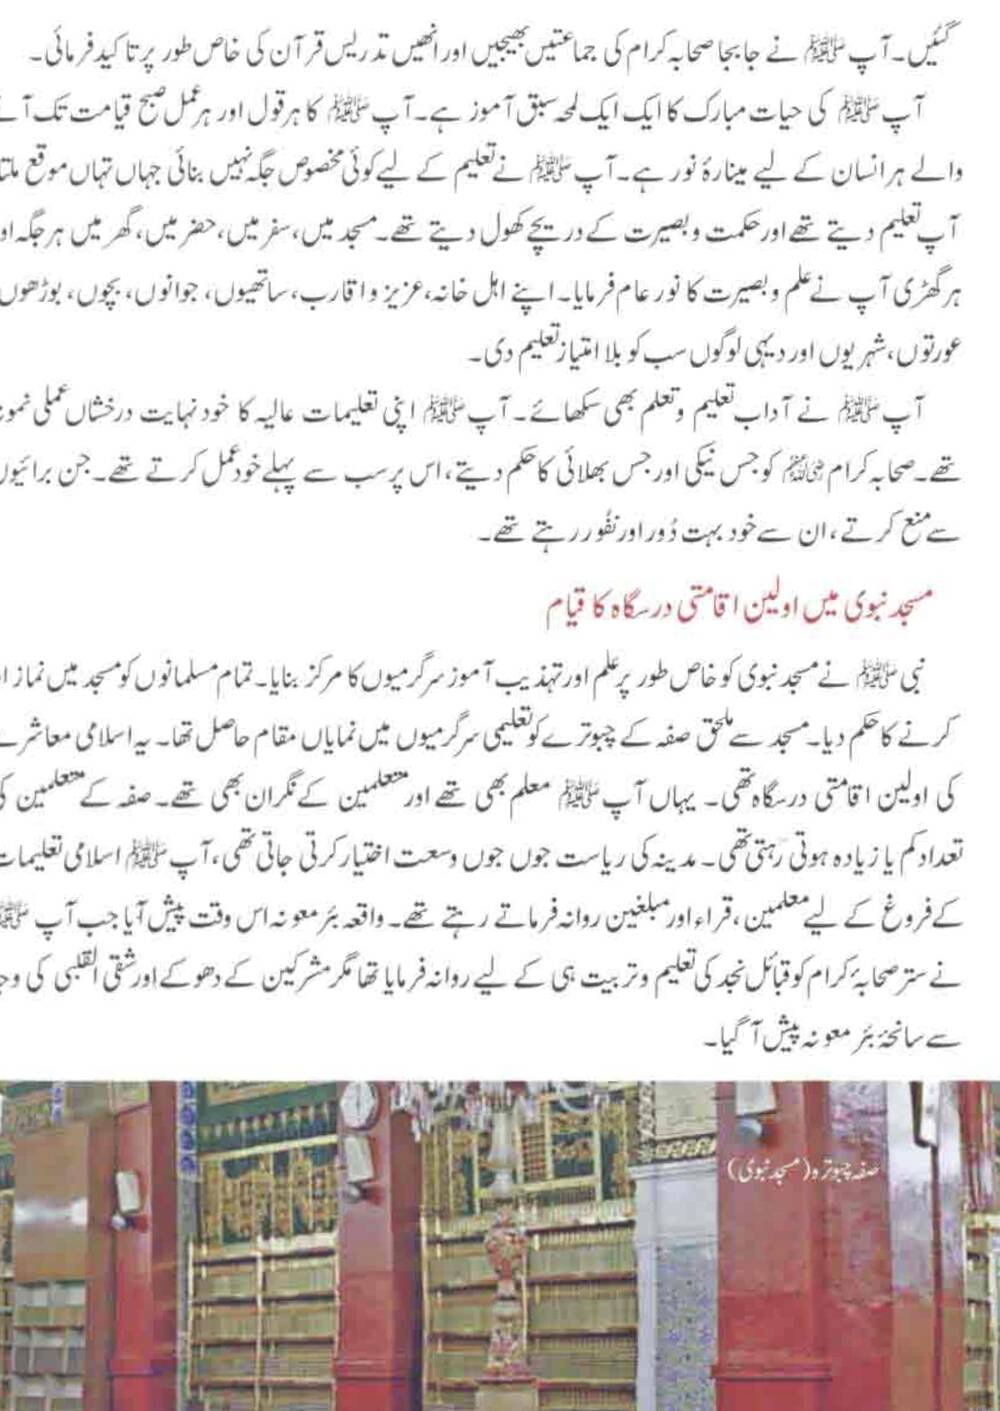 گئیں۔ آپ ﷺ نے جابجا صحابہ کرام کی جماعتیں بھیجیں اور انھیں تدریس قرآن کی خاص طور پر تاکید فرمائی۔
آپ ﷺ کی حیات مبارک کا ایک ایک لمحہ سبق آموز ہے۔ آپ ﷺ کا ہر قول اور ہر عمل صبح قیامت تک آنے
والے ہر انسان کے لیے مینارۂ نور ہے۔ آپ ﷺ نے تعلیم کے لیے کوئی مخصوص جگہ نہیں بنائی جہاں تہاں موقع ملتا
آپ تعلیم دیتے تھے اور حکمت و بصیرت کے دریچے کھول دیتے تھے۔ مسجد میں، سفر میں، حضر میں، گھر میں ہر جگہ او
ہر گھڑی آپ نے علم و بصیرت کا نور عام فرمایا۔ اپنے اہل خانہ، عزیز و اقارب، ساتھیوں، جوانوں، بچوں، بوڑھوں
عورتوں، شہریوں اور دیہی لوگوں سب کو بلا امتیاز تعلیم دی۔
آپ ﷺ نے آداب تعلیم و تعلم بھی سکھائے۔ آپ ﷺ اپنی تعلیمات عالیہ کا خود نہایت درخشاں عملی نمو
تھے۔ صحابہ کرام رضی اللہ عنہم کو جس نیکی اور جس بھلائی کا حکم دیتے، اس پر سب سے پہلے خود عمل کرتے تھے۔ جن برائیوں
سے منع کرتے، ان سے خود بہت دُور اور نفُور رہتے تھے۔
مسجد نبوی میں اولین اقامتی درسگاہ کا قیام
نبی ﷺ نے مسجد نبوی کو خاص طور پر علم اور تہذیب آموز سرگرمیوں کا مرکز بنایا۔ تمام مسلمانوں کو مسجد میں نماز ا
کرنے کا حکم دیا۔ مسجد سے ملحق صفہ کے چبوترے کو تعلیمی سرگرمیوں میں نمایاں مقام حاصل تھا۔ یہ اسلامی معاشرے
کی اولین اقامتی درسگاہ تھی۔ یہاں آپ ﷺ معلم بھی تھے اور متعلمین کے نگران بھی تھے۔ صفہ کے متعلمین کی
تعداد کم یا زیادہ ہوتی رہتی تھی۔ مدینہ کی ریاست جوں جوں وسعت اختیار کرتی جاتی تھی، آپ ﷺ اسلامی تعلیمات
کے فروغ کے لیے معلمین، قراء اور مبلغین روانہ فرماتے رہتے تھے۔ واقعہ بئر معونہ اس وقت پیش آیا جب آپ ﷺ
نے ستر صحابۂ کرام کو قبائل نجد کی تعلیم و تربیت ہی کے لیے روانہ فرمایا تھا مگر مشرکین کے دھوکے اور شقی القلبی کی وج
سے سانحۂ بئر معونہ پیش آ گیا۔
صفہ چبوترہ (مسجد نبوی)